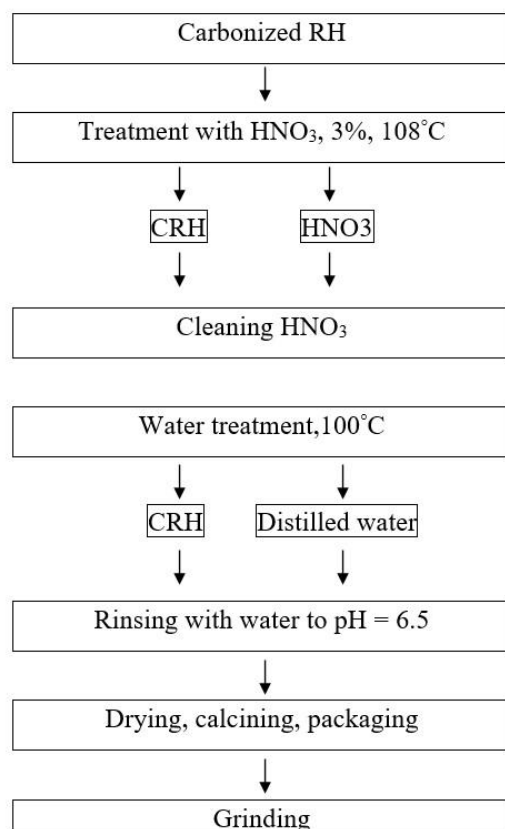 Carbonized RH
Treatment with HNO₃, 3%, 108°C
CRH HNO3
Cleaning HNO₃
Water treatment,100°C
CRH Distilled water
Rinsing with water to pH = 6.5
Drying, calcining, packaging
Grinding